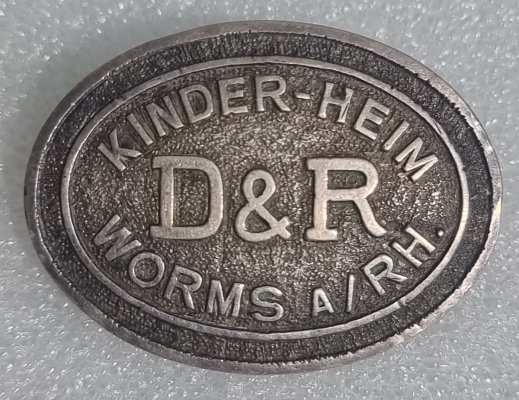 KINDER-HEIM
D&R
WORMS A/RH.